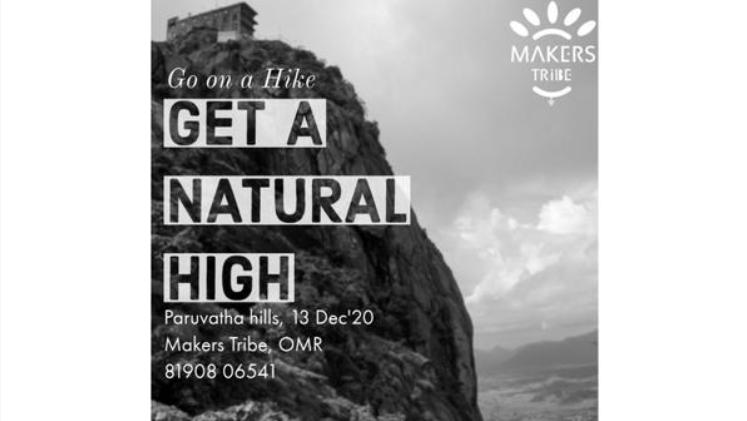 MAKERS
TRIBE
Go on a Hike
GET A
NATURAL
HIGH
Paruvatha hills, 13 Dec'20
Makers Tribe, OMR
81908 06541